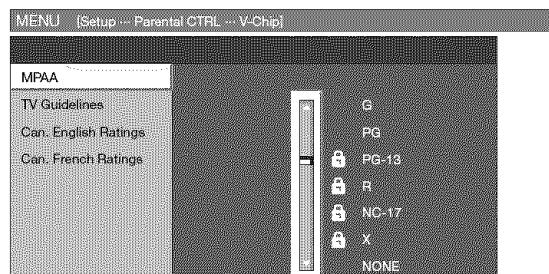 MENU [Setup ··· Parental CTRL ··· V-Chip]
MPAA
TV Guidelines
Can. English Ratings
Can. French Ratings
G
PG
PG-13
R
NC-17
X
NONE